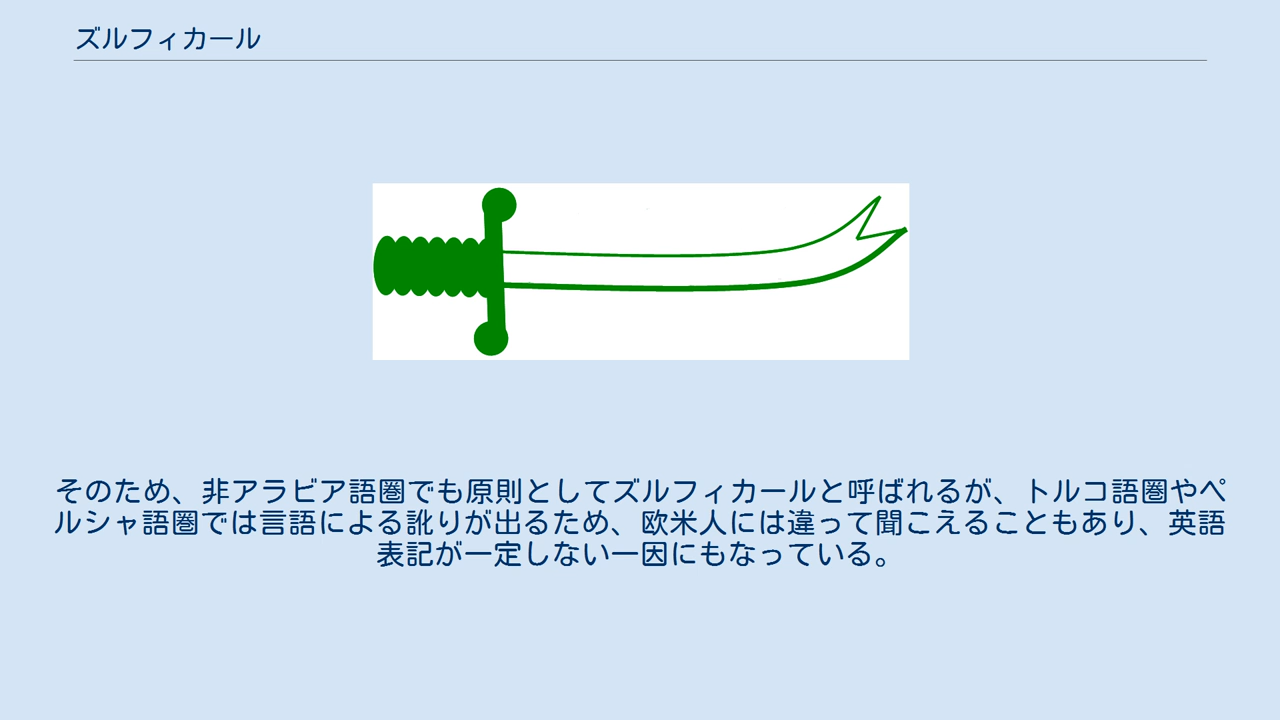 ズルフィカール
そのため、非アラビア語圏でも原則としてズルフィカールと呼ばれるが、トルコ語圏やペ
ルシャ語圏では言語による訛りが出るため、欧米人には違って聞こえることもあり、英語
表記が一定しない一因にもなっている。